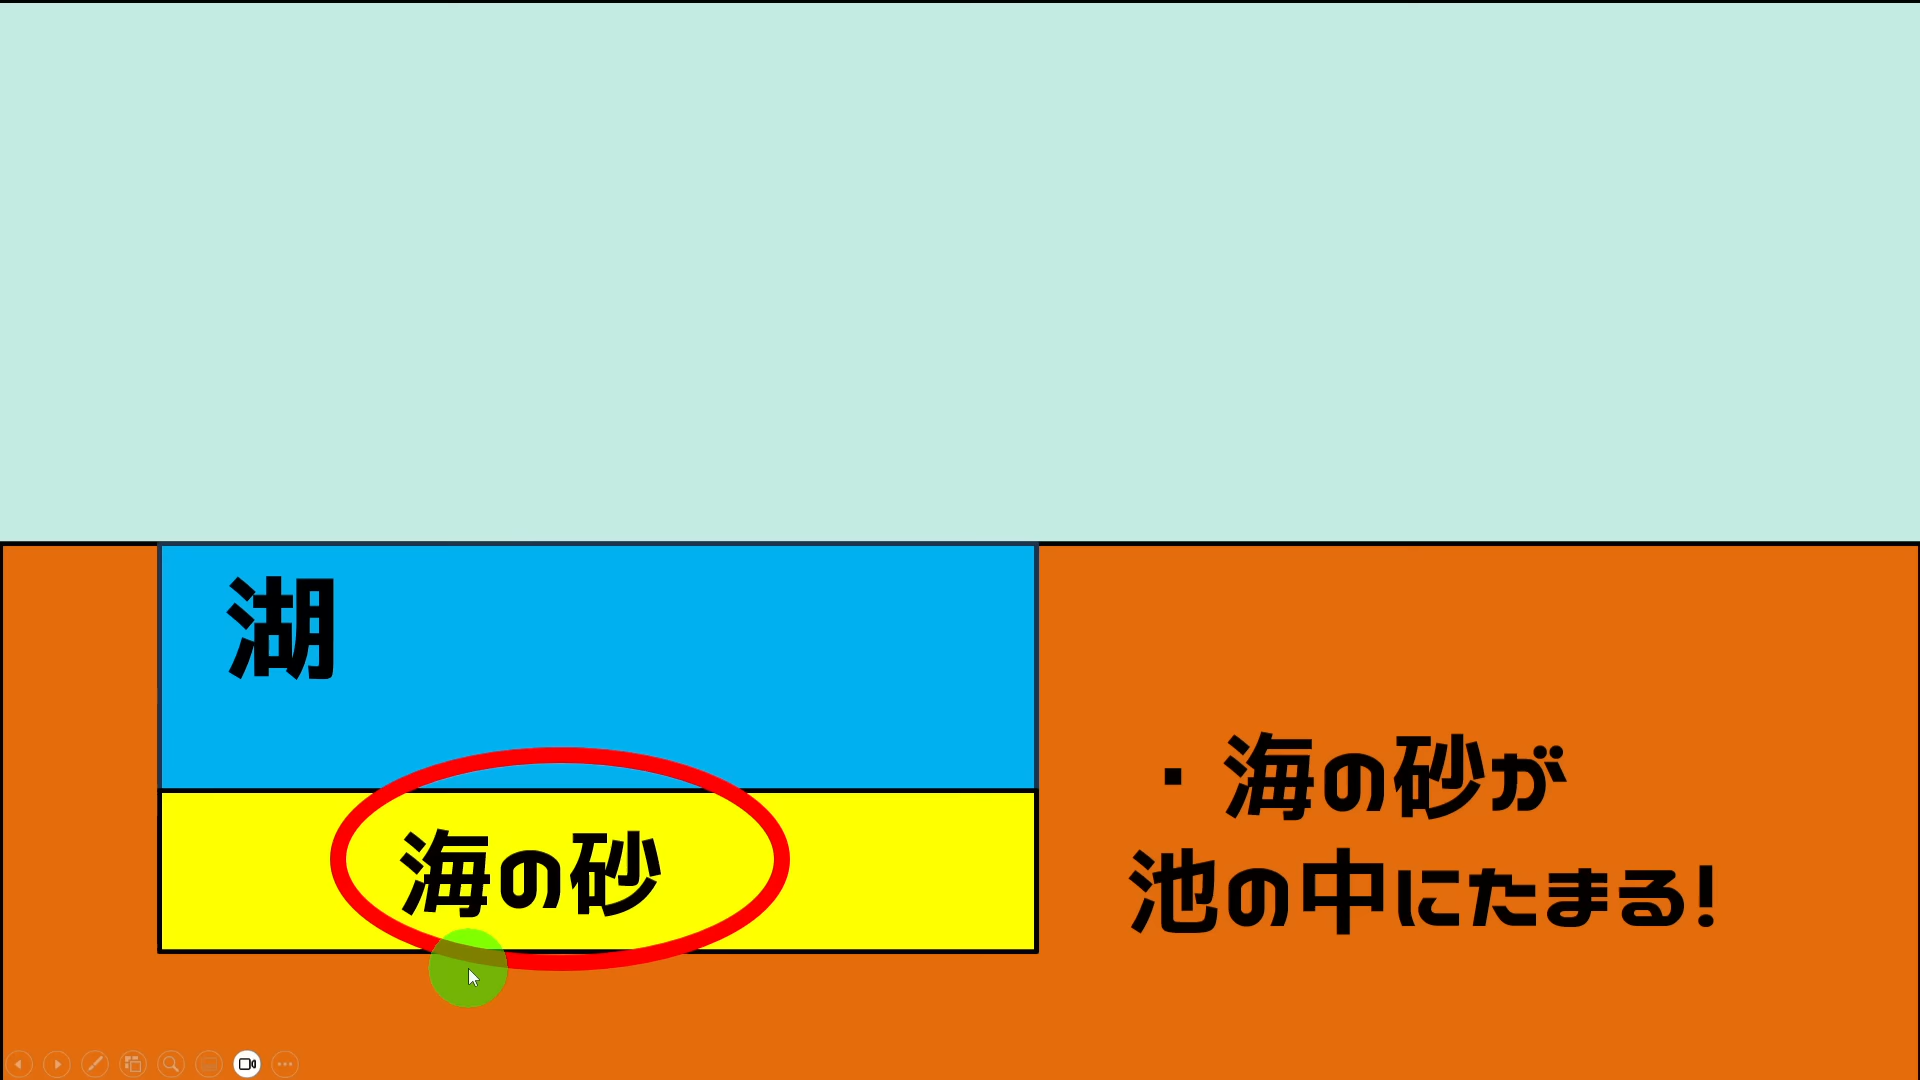 湖
海の砂
・海の砂が
池の中にたまる!